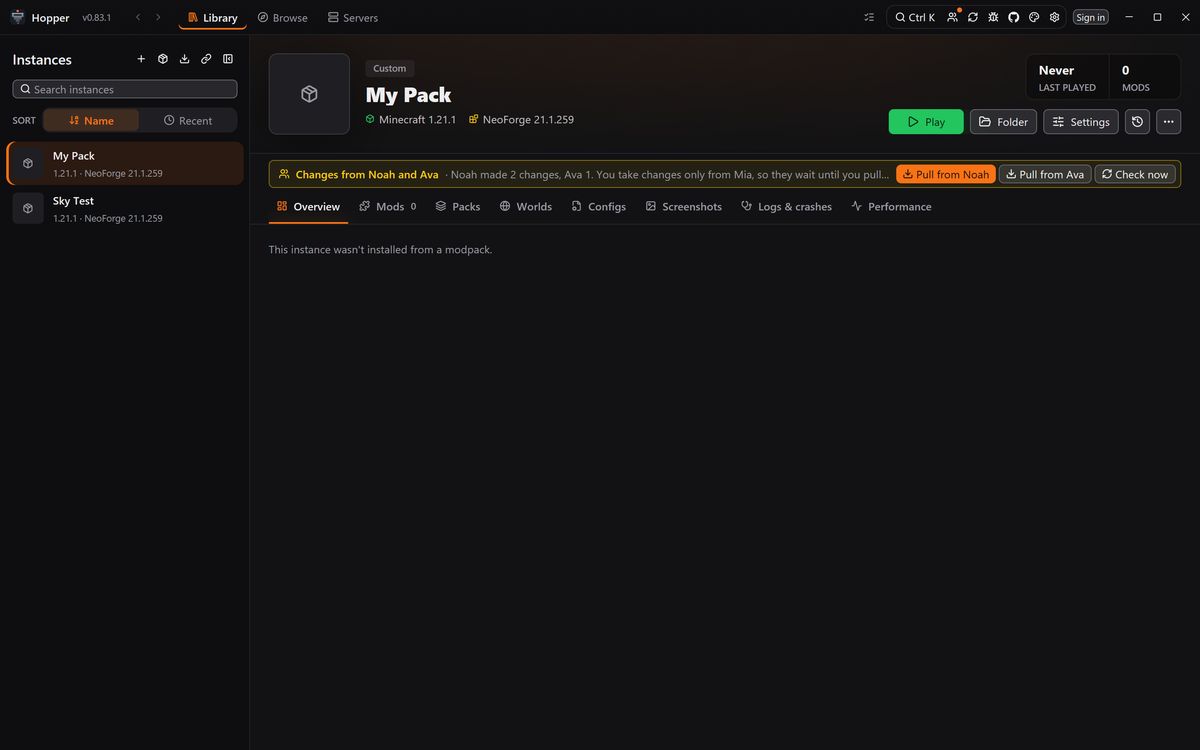 Hopper v0.83.1 Library Browse Servers Ctrl K Sign in
Instances
Search instances
SORT Name Recent
My Pack
1.21.1 · NeoForge 21.1.259
Sky Test
1.21.1 · NeoForge 21.1.259
Custom
My Pack
Minecraft 1.21.1 NeoForge 21.1.259
Never
LAST PLAYED
0
MODS
Play Folder Settings
Changes from Noah and Ava · Noah made 2 changes, Ava 1. You take changes only from Mia, so they wait until you pull... Pull from Noah Pull from Ava Check now
Overview Mods 0 Packs Worlds Configs Screenshots Logs & crashes Performance
This instance wasn't installed from a modpack.